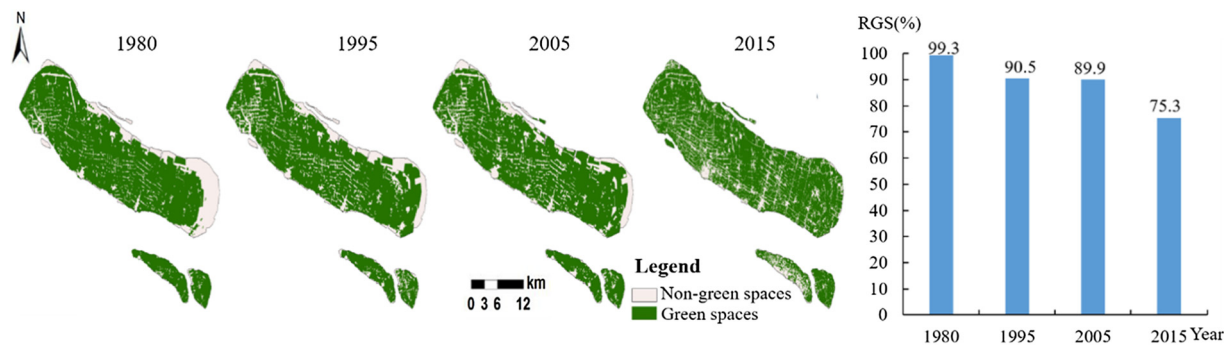 N
1980
1995
2005
2015
Legend
Non-green spaces
Green spaces
km
0 3 6 12
RGS(%)
100
90
80
70
60
50
40
30
20
10
0
99.3
90.5
89.9
75.3
1980 1995 2005 2015 Year